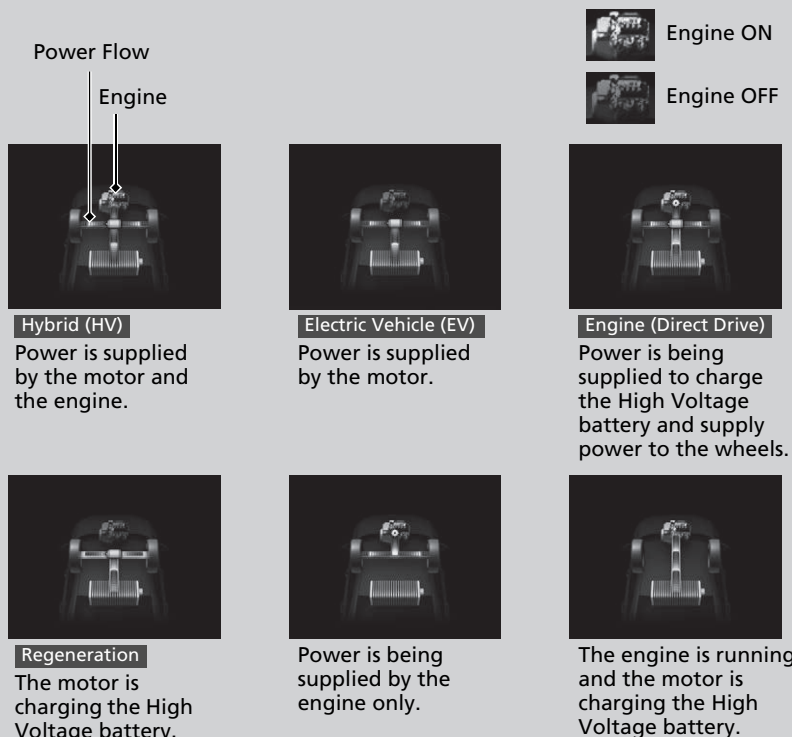 Power Flow
Engine
Engine ON
Engine OFF
Hybrid (HV)
Power is supplied
by the motor and
the engine.
Electric Vehicle (EV)
Power is supplied
by the motor.
Engine (Direct Drive)
Power is being
supplied to charge
the High Voltage
battery and supply
power to the wheels.
Regeneration
The motor is
charging the High
Voltage battery.
Power is being
supplied by the
engine only.
The engine is running
and the motor is
charging the High
Voltage battery.